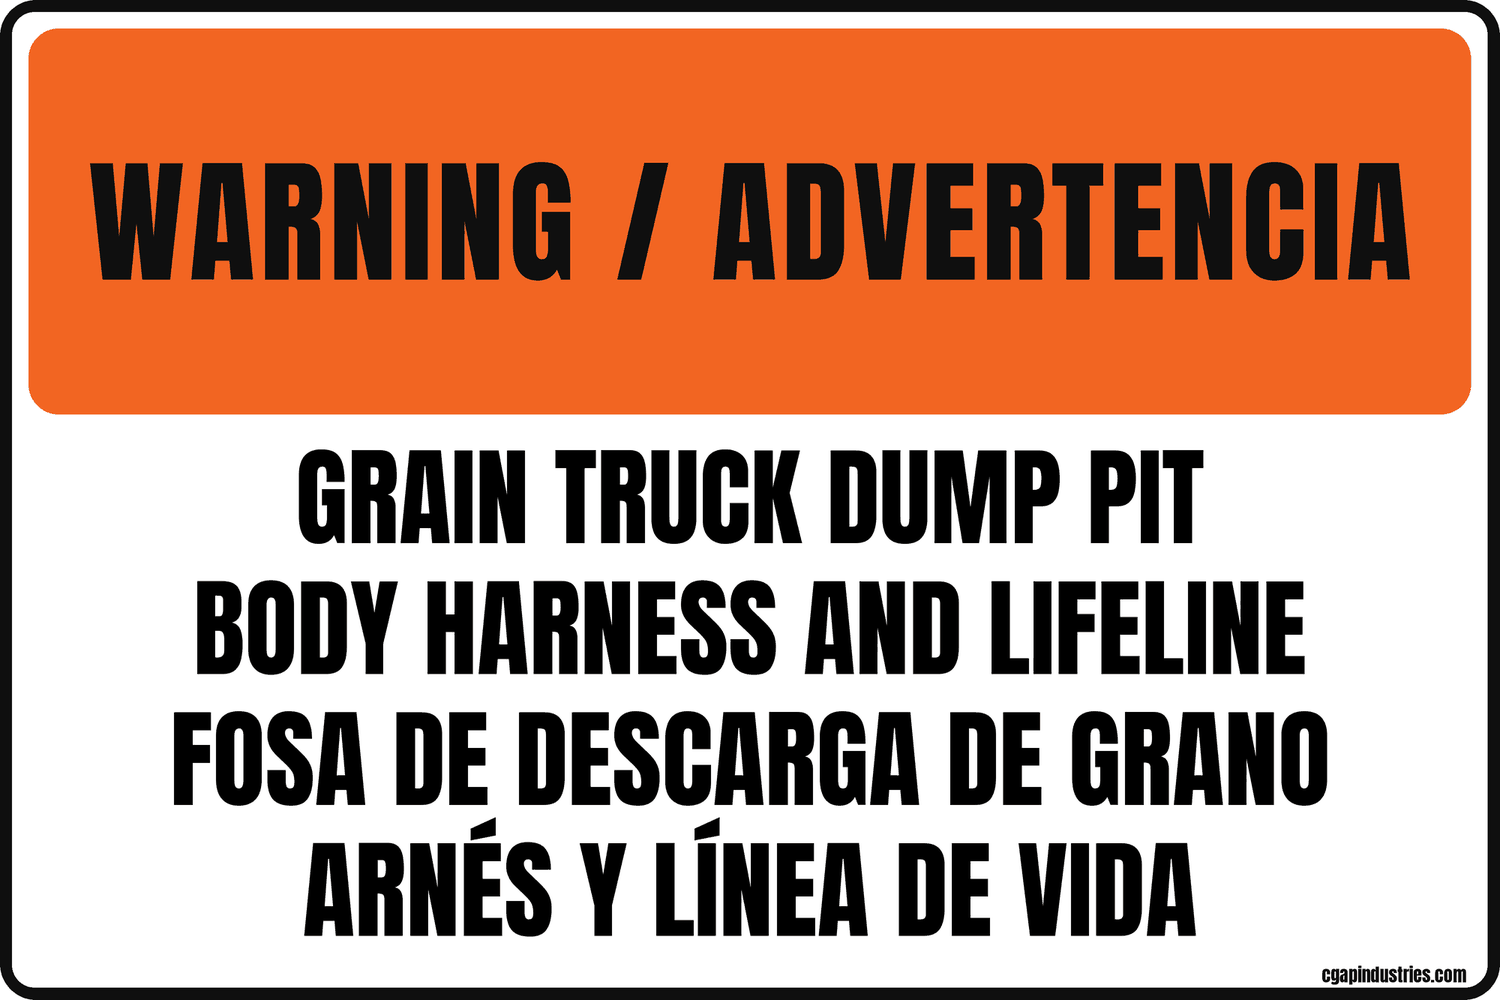 WARNING / ADVERTENCIA
GRAIN TRUCK DUMP PIT
BODY HARNESS AND LIFELINE
FOSA DE DESCARGA DE GRANO
ARNÉS Y LÍNEA DE VIDA
cgapindustries.com